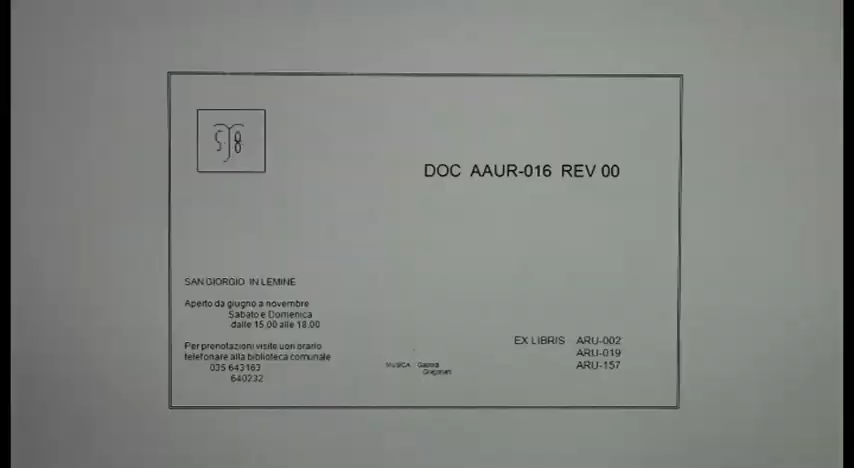 DOC AAUR-016 REV 00
SAN GIORGIO IN LEMINE
Aperto da giugno a novembre
Sabato e Domenica
dalle 15,00 alle 18,00
Per prenotazioni visite uori orario
telefonare alla biblioteca comunale
035 643163
640232
MUSICA
EX LIBRIS ARU-002
ARU-019
ARU-157